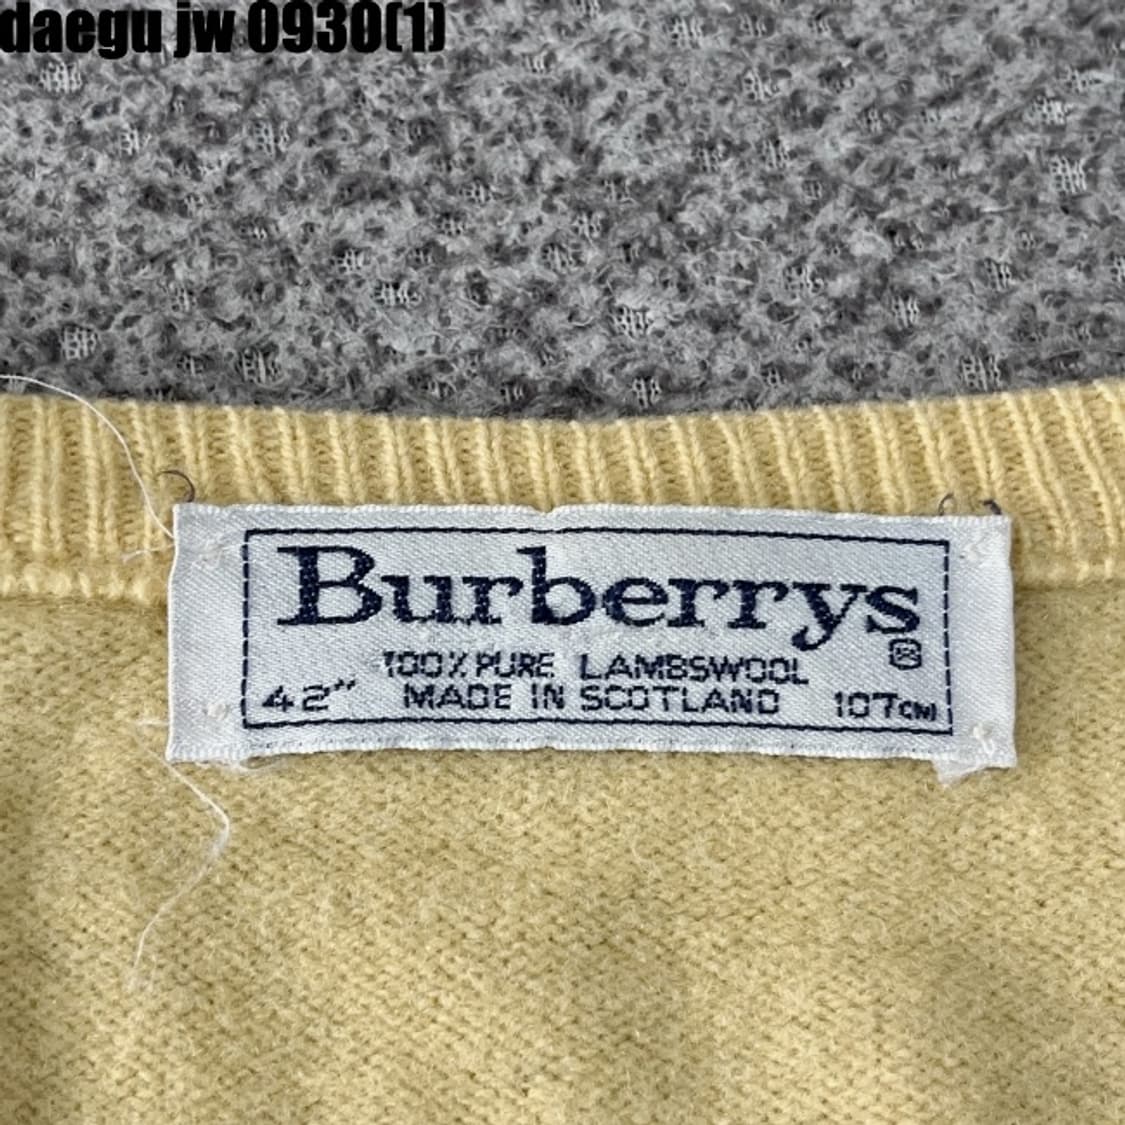 daegu jw 0930(1)
Burberrys
®
100% PURE LAMBSWOOL
42" MADE IN SCOTLAND 107CM